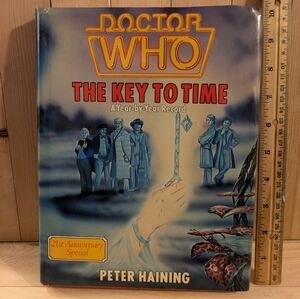 DOCTOR
WHO
THE KEY TO TIME
A Year-by-Year Record
21st Anniversary
Special
PETER HAINING